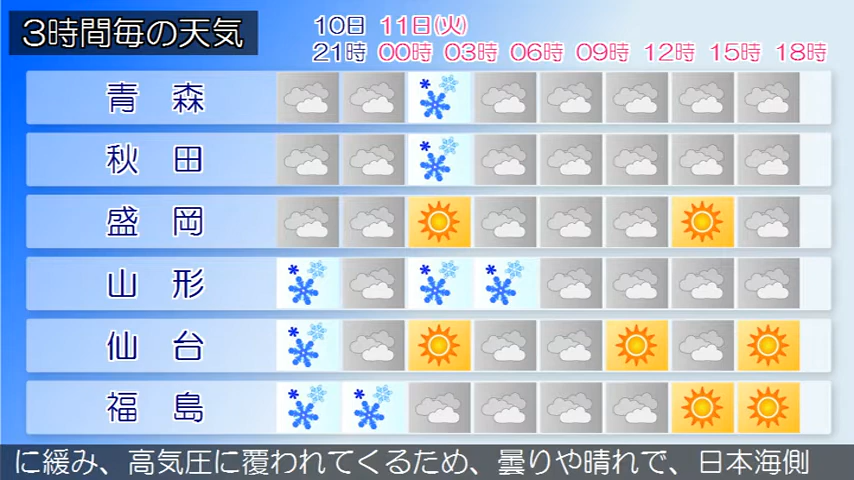 3時間毎の天気
10日 11日(火)
21時 00時 03時 06時 09時 12時 15時 18時
青 森
秋 田
盛 岡
山 形
仙 台
福 島
に緩み、高気圧に覆われてくるため、曇りや晴れで、日本海側